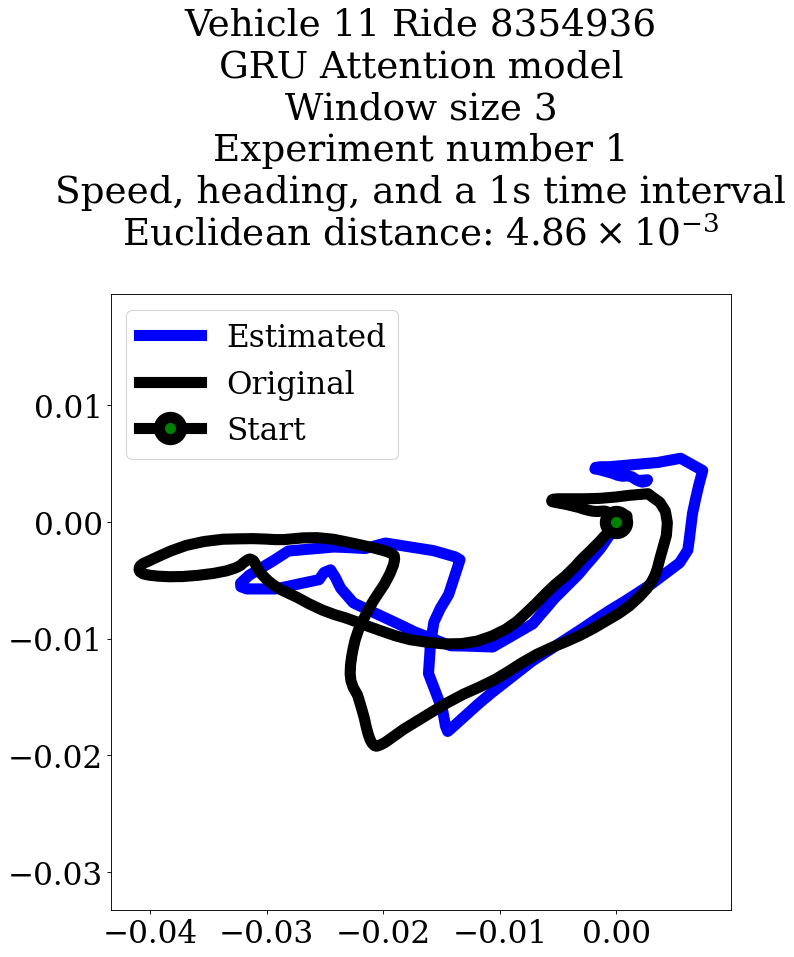 Vehicle 11 Ride 8354936
GRU Attention model
Window size 3
Experiment number 1
Speed, heading, and a 1s time interval
Euclidean distance: 4.86 × 10⁻³
Estimated
Original
Start
0.01
0.00
−0.01
−0.02
−0.03
−0.04 −0.03 −0.02 −0.01 0.00